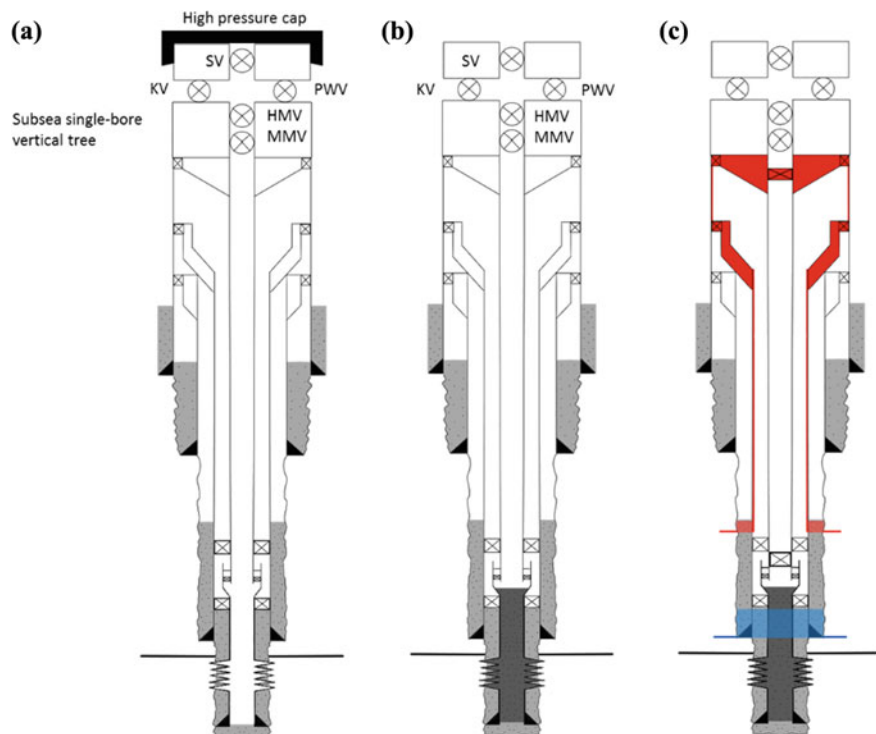 (a)
High pressure cap
SV
KV
PWV
HMV
MMV
Subsea single-bore
vertical tree
(b)
SV
KV
PWV
HMV
MMV
(c)